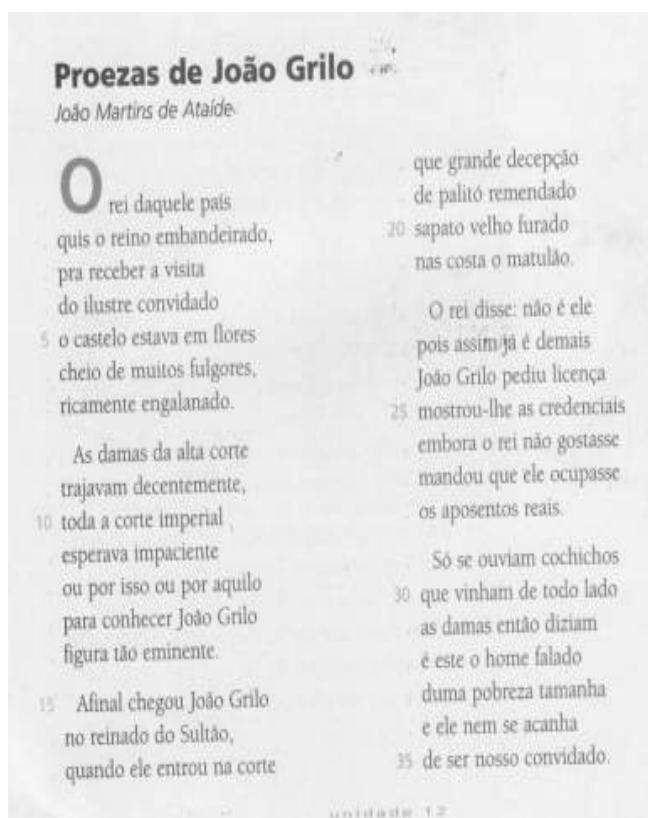 Proezas de João Grilo
João Martins de Ataíde
O rei daquele país
quis o reino embandeirado,
pra receber a visita
do ilustre convidado
5 o castelo estava em flores
cheio de muitos fulgores,
ricamente engalanado.
As damas da alta corte
trajavam decentemente,
10 toda a corte imperial
esperava impaciente
ou por isso ou por aquilo
para conhecer João Grilo
figura tão eminente.
15 Afinal chegou João Grilo
no reinado do Sultão,
quando ele entrou na corte
que grande decepção
de palitó remendado
20 sapato velho furado
nas costa o matulão.
O rei disse: não é ele
pois assim já é demais
João Grilo pediu licença
25 mostrou-lhe as credenciais
embora o rei não gostasse
mandou que ele ocupasse
os aposentos reais.
Só se ouviam cochichos
30 que vinham de todo lado
as damas então diziam
é este o home falado
duma pobreza tamanha
e ele nem se acanha
35 de ser nosso convidado.
unidade 12